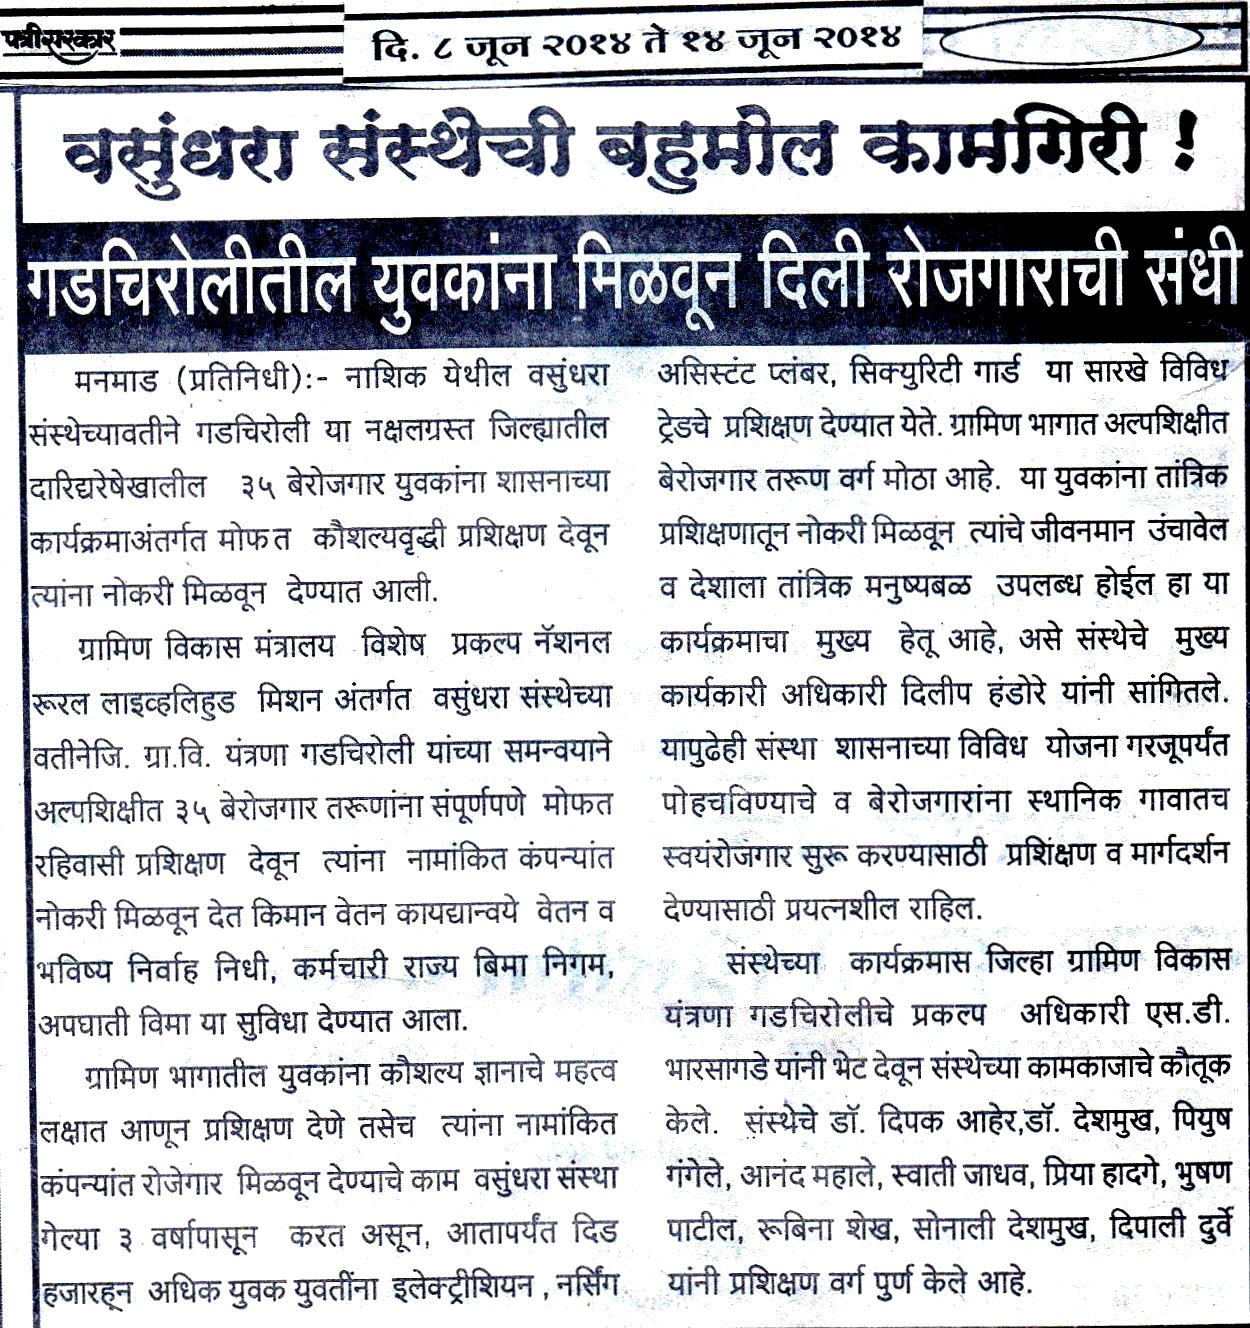 पत्रीसरकार
दि. ८ जून २०१४ ते १४ जून २०१४
वसुंधरा संस्थेची बहुमोल कामगिरी !
गडचिरोलीतील युवकांना मिळवून दिली रोजगाराची संधी
मनमाड (प्रतिनिधी):- नाशिक येथील वसुंधरा
संस्थेच्यावतीने गडचिरोली या नक्षलग्रस्त जिल्ह्यातील
दारिद्यरेषेखालील ३५ बेरोजगार युवकांना शासनाच्या
कार्यक्रमाअंतर्गत मोफत कौशल्यवृद्धी प्रशिक्षण देवून
त्यांना नोकरी मिळवून देण्यात आली.
ग्रामिण विकास मंत्रालय विशेष प्रकल्प नॅशनल
रूरल लाइव्हलिहुड मिशन अंतर्गत वसुंधरा संस्थेच्या
वतीनेजि. ग्रा.वि. यंत्रणा गडचिरोली यांच्या समन्वयाने
अल्पशिक्षीत ३५ बेरोजगार तरूणांना संपूर्णपणे मोफत
रहिवासी प्रशिक्षण देवून त्यांना नामांकित कंपन्यांत
नोकरी मिळवून देत किमान वेतन कायद्यान्वये वेतन व
भविष्य निर्वाह निधी, कर्मचारी राज्य बिमा निगम,
अपघाती विमा या सुविधा देण्यात आला.
ग्रामिण भागातील युवकांना कौशल्य ज्ञानाचे महत्व
लक्षात आणून प्रशिक्षण देणे तसेच त्यांना नामांकित
कंपन्यांत रोजेगार मिळवून देण्याचे काम वसुंधरा संस्था
गेल्या ३ वर्षापासून करत असून, आतापर्यंत दिड
हजारहून अधिक युवक युवतींना इलेक्ट्रीशियन , नर्सिंग
असिस्टंट प्लंबर, सिक्युरिटी गार्ड या सारखे विविध
ट्रेडचे प्रशिक्षण देण्यात येते. ग्रामिण भागात अल्पशिक्षीत
बेरोजगार तरूण वर्ग मोठा आहे. या युवकांना तांत्रिक
प्रशिक्षणातून नोकरी मिळवून त्यांचे जीवनमान उंचावेल
व देशाला तांत्रिक मनुष्यबळ उपलब्ध होईल हा या
कार्यक्रमाचा मुख्य हेतू आहे, असे संस्थेचे मुख्य
कार्यकारी अधिकारी दिलीप हंडोरे यांनी सांगितले.
यापुढेही संस्था शासनाच्या विविध योजना गरजूपर्यंत
पोहचविण्याचे व बेरोजगारांना स्थानिक गावातच
स्वयंरोजगार सुरू करण्यासाठी प्रशिंक्षण व मार्गदर्शन
देण्यासाठी प्रयत्नशील राहिल.
संस्थेच्या कार्यक्रमास जिल्हा ग्रामिण विकास
यंत्रणा गडचिरोलीचे प्रकल्प अधिकारी एस.डी.
भारसागडे यांनी भेट देवून संस्थेच्या कामकाजाचे कौतूक
केले. संस्थेचे डॉ. दिपक आहेर,डॉ. देशमुख, पियुष
गंगेले, आनंद महाले, स्वाती जाधव, प्रिया हादगे, भुषण
पाटील, रूबिना शेख, सोनाली देशमुख, दिपाली दुर्वे
यांनी प्रशिक्षण वर्ग पुर्ण केले आहे.